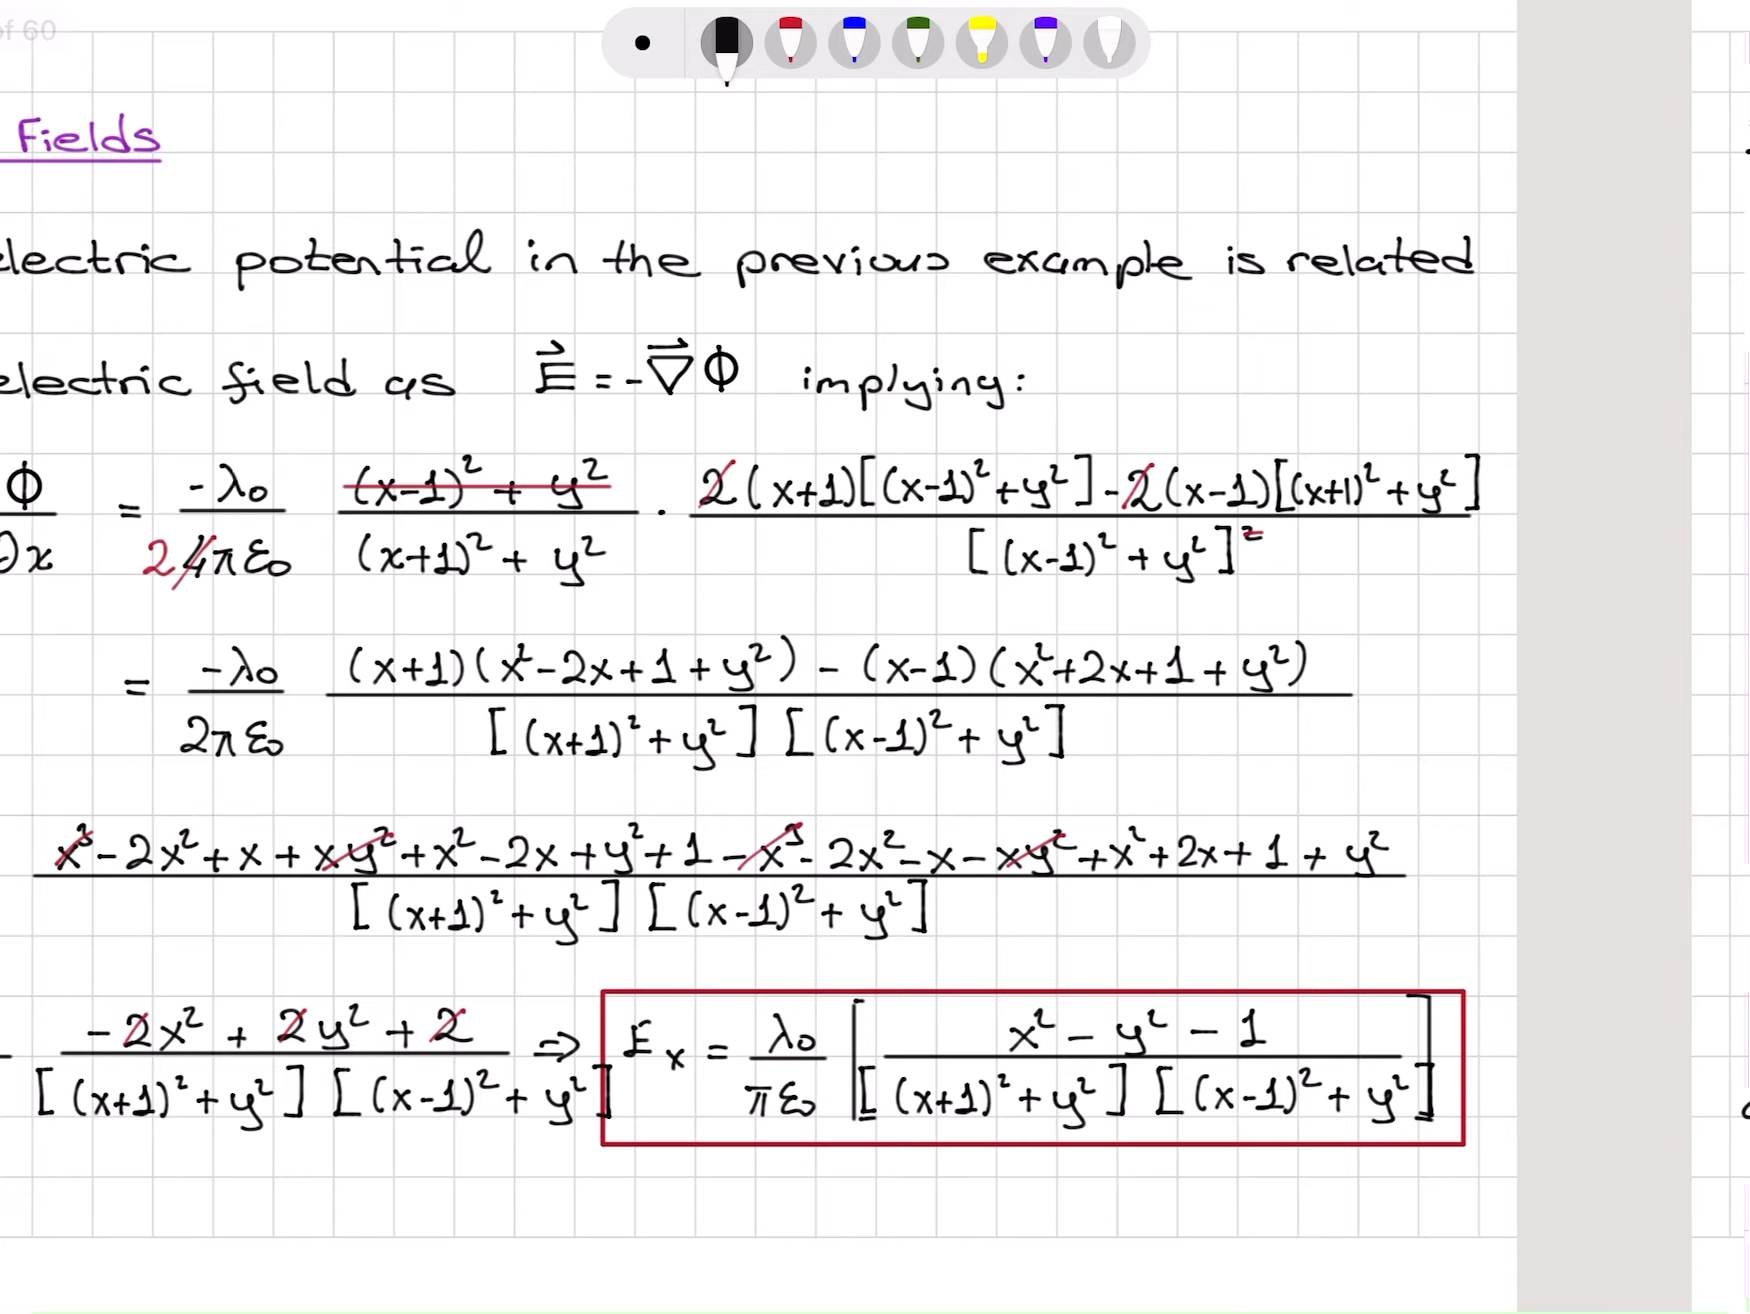 of 60
Fields
lectric potential in the previous example is related
electric field as E⃗ = -∇⃗Φ implying:
Φ/∂x = -λ₀/(2 4πε₀) ((x-1)² + y²)/((x+1)² + y²) · (2(x+1)[(x-1)²+y²] - 2(x-1)[(x+1)²+y²])/[(x-1)²+y²]²
= -λ₀/(2πε₀) ((x+1)(x²-2x+1+y²) - (x-1)(x²+2x+1+y²))/([(x+1)²+y²][(x-1)²+y²])
(x³-2x²+x+xy²+x²-2x+y²+1-x³-2x²-x-xy²+x²+2x+1+y²)/([(x+1)²+y²][(x-1)²+y²])
(-2x²+2y²+2)/([(x+1)²+y²][(x-1)²+y²]) ⇒ Eₓ = λ₀/(πε₀) [(x²-y²-1)/([(x+1)²+y²][(x-1)²+y²])]